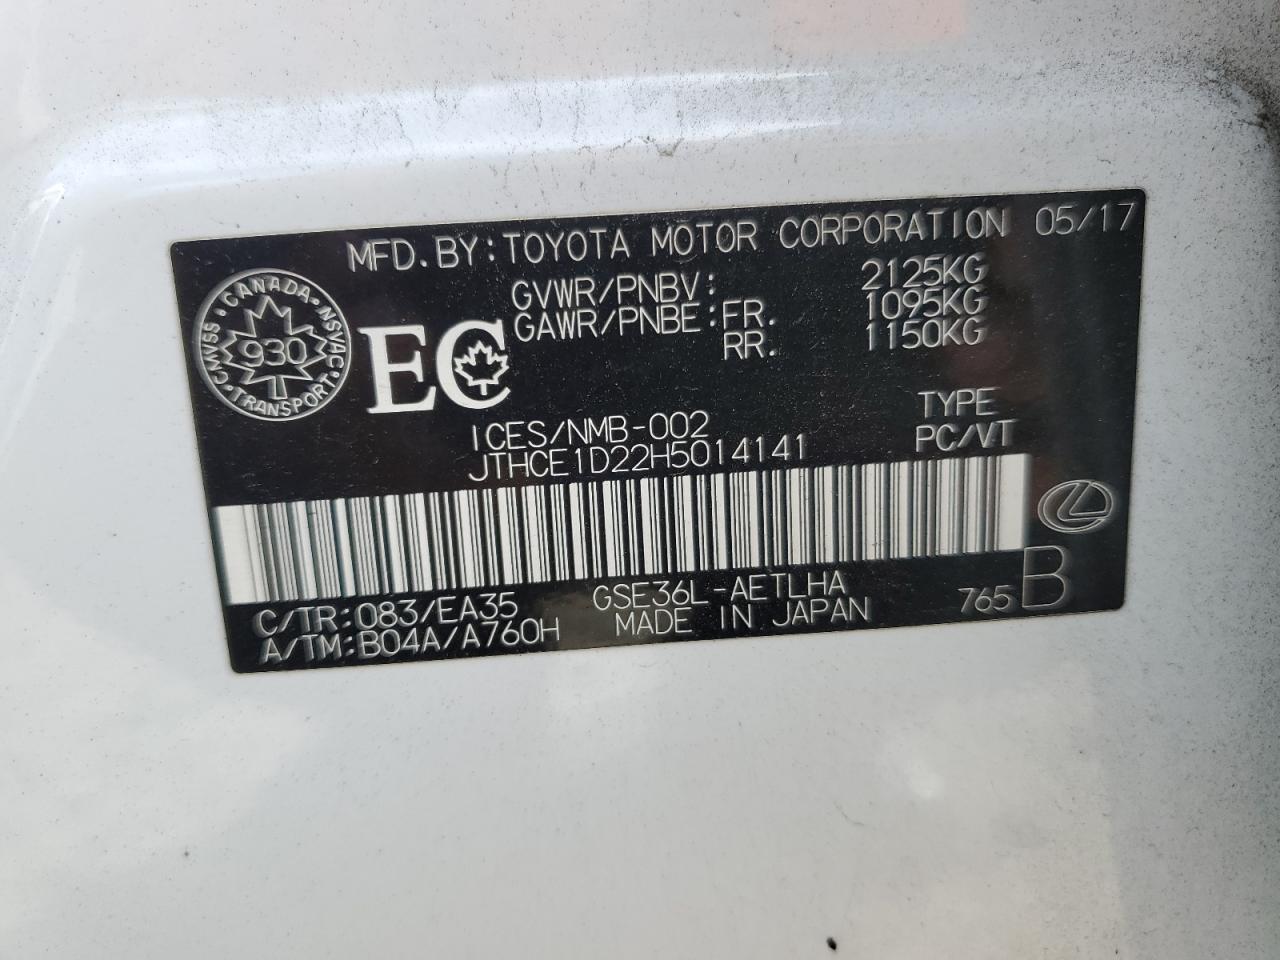 MFD. BY: TOYOTA MOTOR CORPORATION 05/17
GVWR/PNBV: 2125KG
GAWR/PNBE: FR. 1095KG
RR. 1150KG
CANADA · NSVAC · TRANSPORT · CMVSS ·
930
EC
ICES/NMB-002
TYPE
JTHCE1D22H5014141
PC/VT
C/TR: 083/EA35
A/TM: B04A/A760H
GSE36L-AETLHA
MADE IN JAPAN
765 B